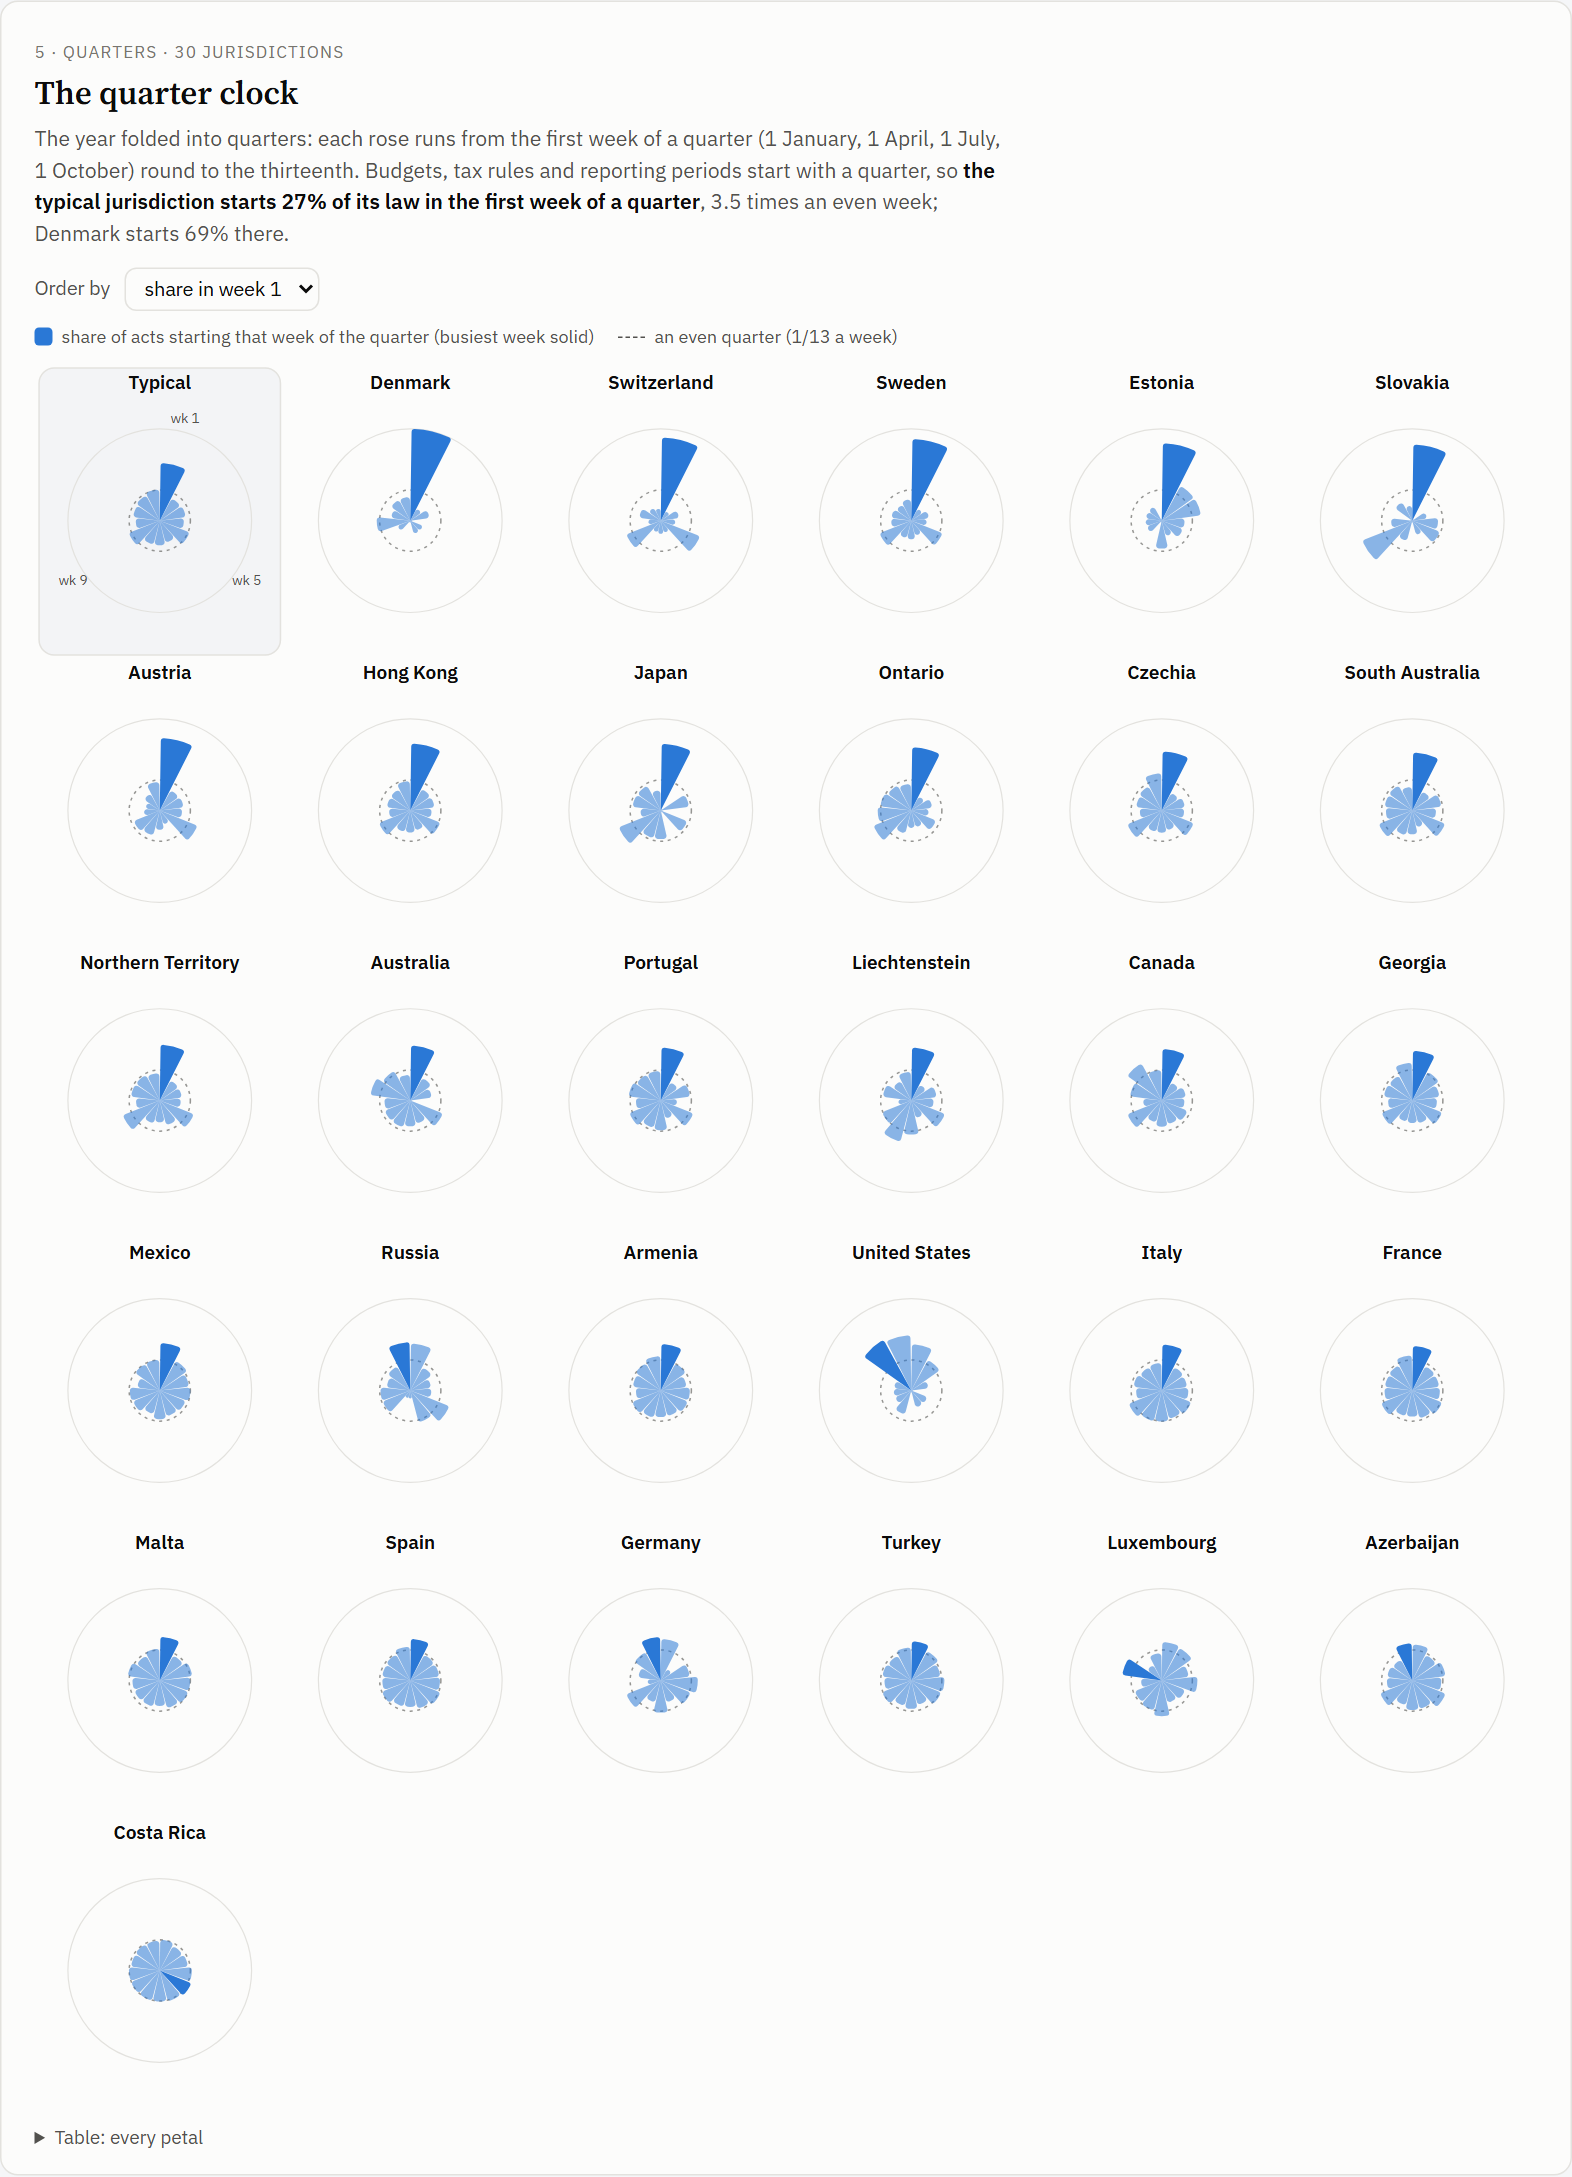 5 · QUARTERS · 30 JURISDICTIONS
The quarter clock
The year folded into quarters: each rose runs from the first week of a quarter (1 January, 1 April, 1 July,
1 October) round to the thirteenth. Budgets, tax rules and reporting periods start with a quarter, so the
typical jurisdiction starts 27% of its law in the first week of a quarter, 3.5 times an even week;
Denmark starts 69% there.
Order by share in week 1
share of acts starting that week of the quarter (busiest week solid) an even quarter (1/13 a week)
Typical Denmark Switzerland Sweden Estonia Slovakia
wk 1
wk 9 wk 5
Austria Hong Kong Japan Ontario Czechia South Australia
Northern Territory Australia Portugal Liechtenstein Canada Georgia
Mexico Russia Armenia United States Italy France
Malta Spain Germany Turkey Luxembourg Azerbaijan
Costa Rica
Table: every petal